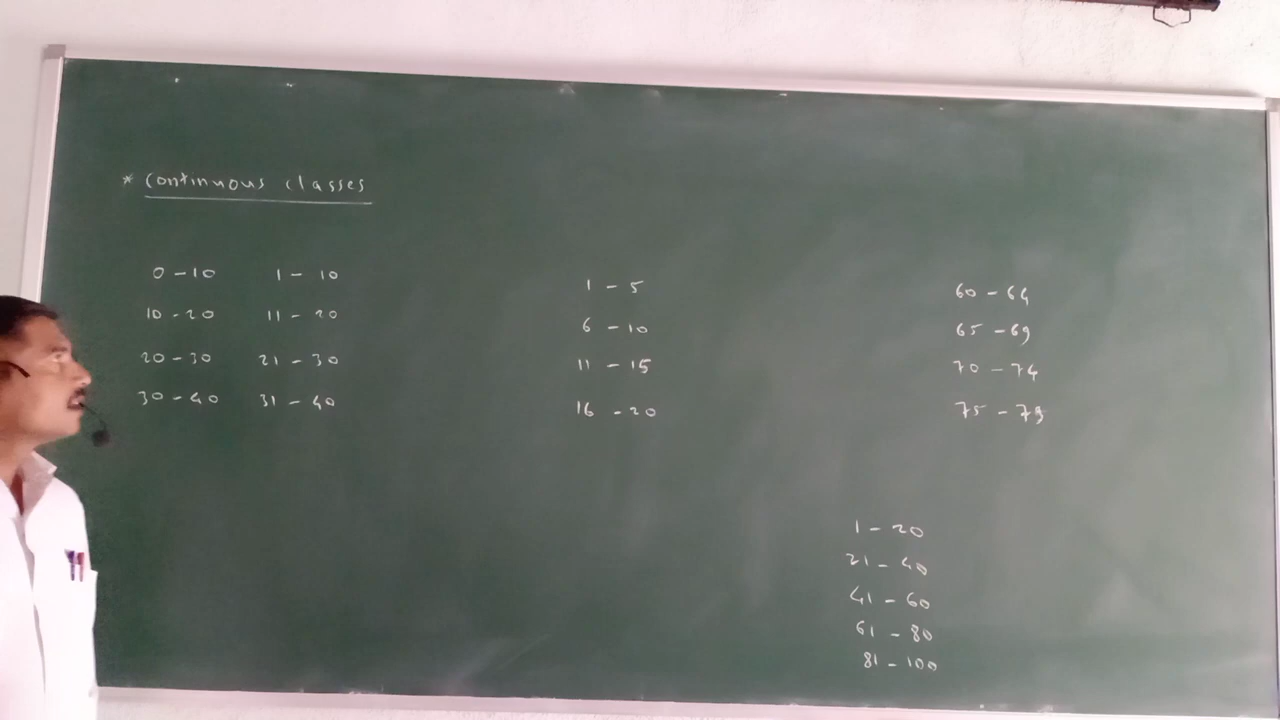 * Continuous classes
0 - 10 1 - 10
10 - 20 11 - 20
20 - 30 21 - 30
30 - 40 31 - 40
1 - 5
6 - 10
11 - 15
16 - 20
60 - 64
65 - 69
70 - 74
75 - 79
1 - 20
21 - 40
41 - 60
61 - 80
81 - 100